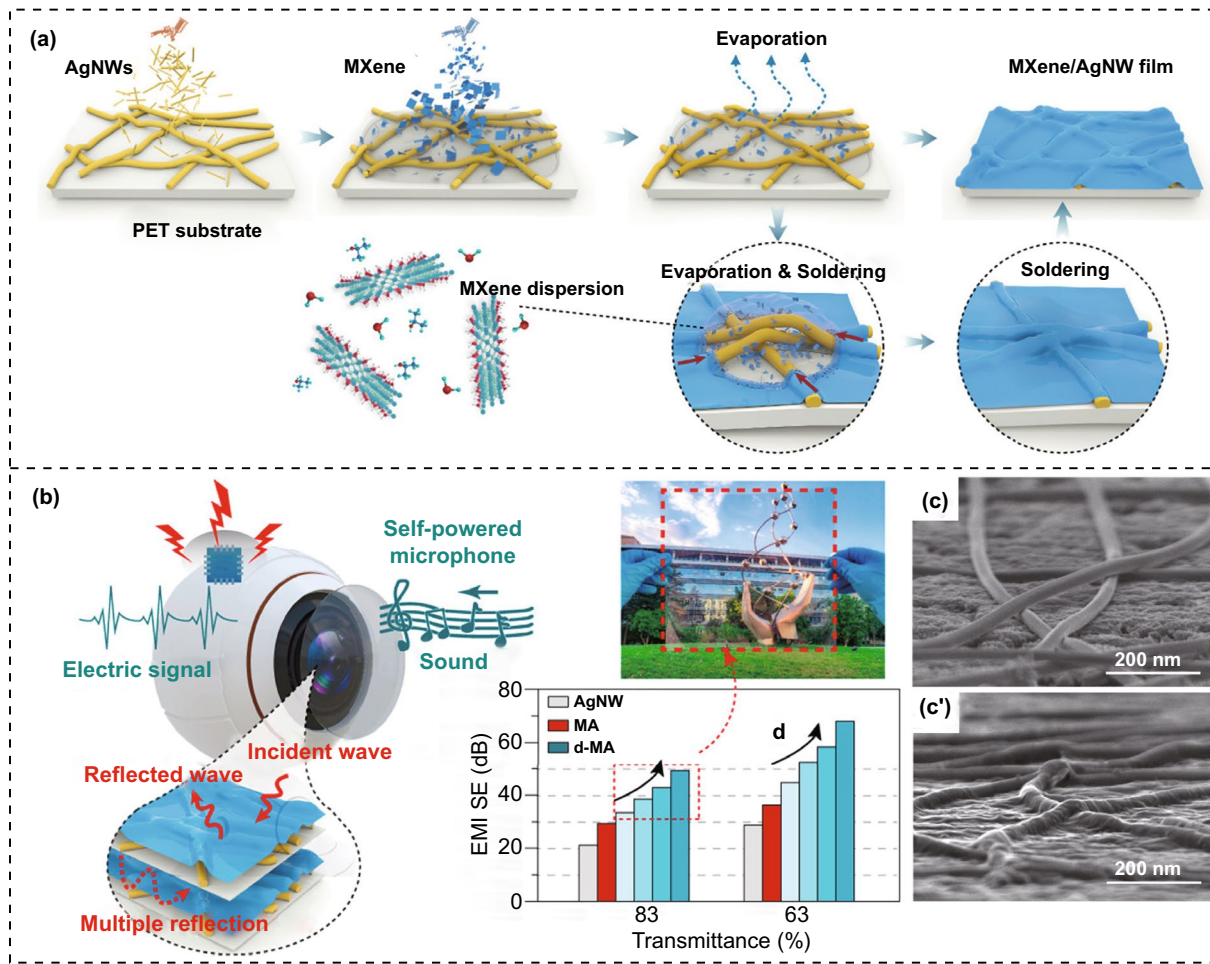 (a)
AgNWs
MXene
Evaporation
MXene/AgNW film
PET substrate
MXene dispersion
Evaporation & Soldering
Soldering
(b)
Self-powered
microphone
Electric signal
Sound
Incident wave
Reflected wave
Multiple reflection
80
60
40
20
0
EMI SE (dB)
AgNW
MA
d-MA
d
83
63
Transmittance (%)
(c)
200 nm
(c')
200 nm